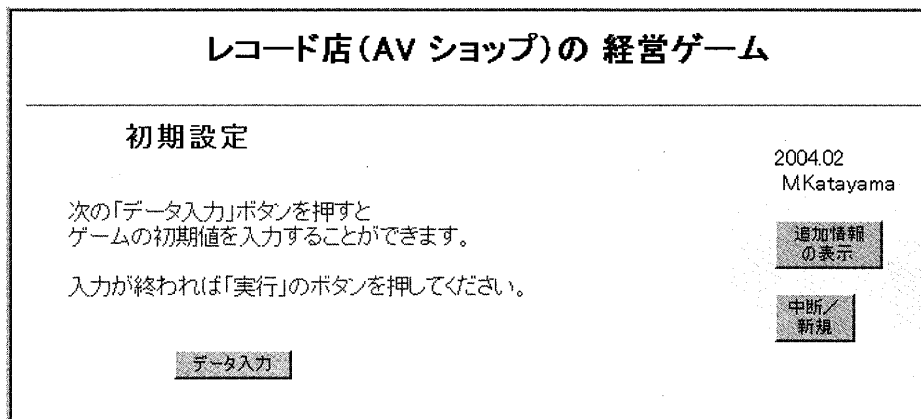 レコード店(AV ショップ)の 経営ゲーム
初期設定
2004.02
M.Katayama
次の「データ入力」ボタンを押すと
ゲームの初期値を入力することができます。
入力が終われば「実行」のボタンを押してください。
追加情報
の表示
中断／
新規
データ入力